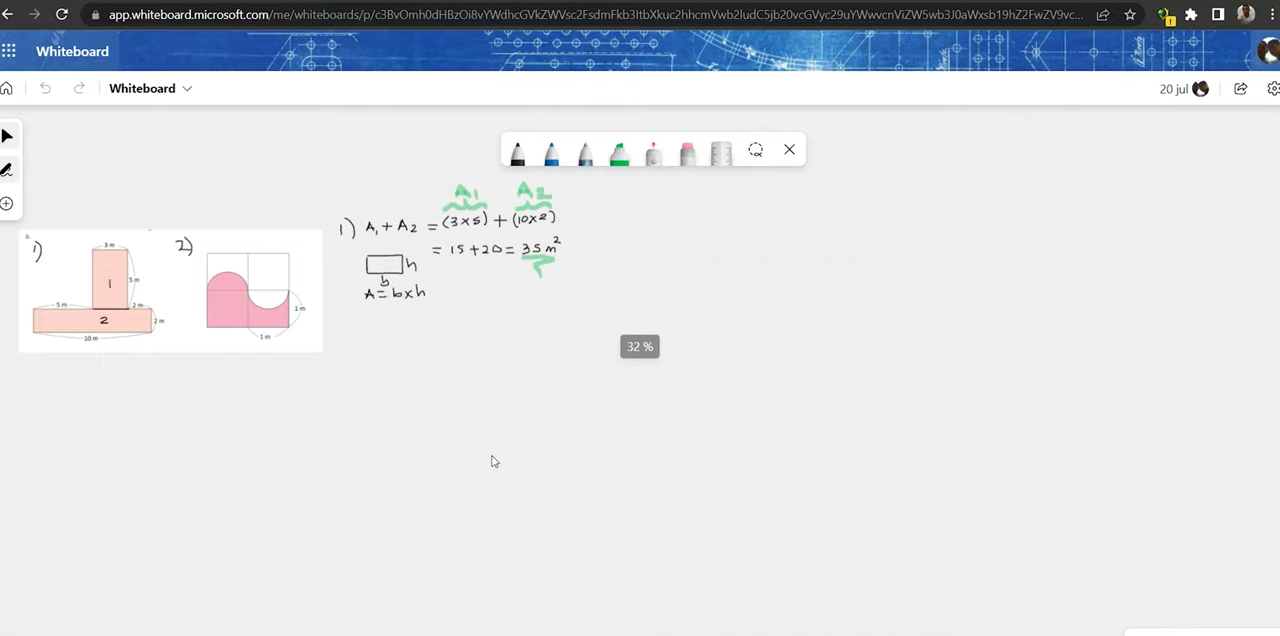 app.whiteboard.microsoft.com/me/whiteboards/p/c3BvOmh0dHBzOi8vYWdhcGVkZWVsc2FsdmFkb3ItbXkuc2hhcmVwb2ludC5jb20vcGVyc29uYWwvcnViZW5wb3J0aWxsb19hZ2FwZWV9vc...
Whiteboard
Whiteboard
20 jul
A1 A2
1) A1 + A2 = (3 x 5) + (10 x 2)
= 15 + 20 = 35 m²
h
b
A = b x h
1)
3 m
1
5 m
5 m
2 m
2
2 m
10 m
2)
1 m
1 m
32 %